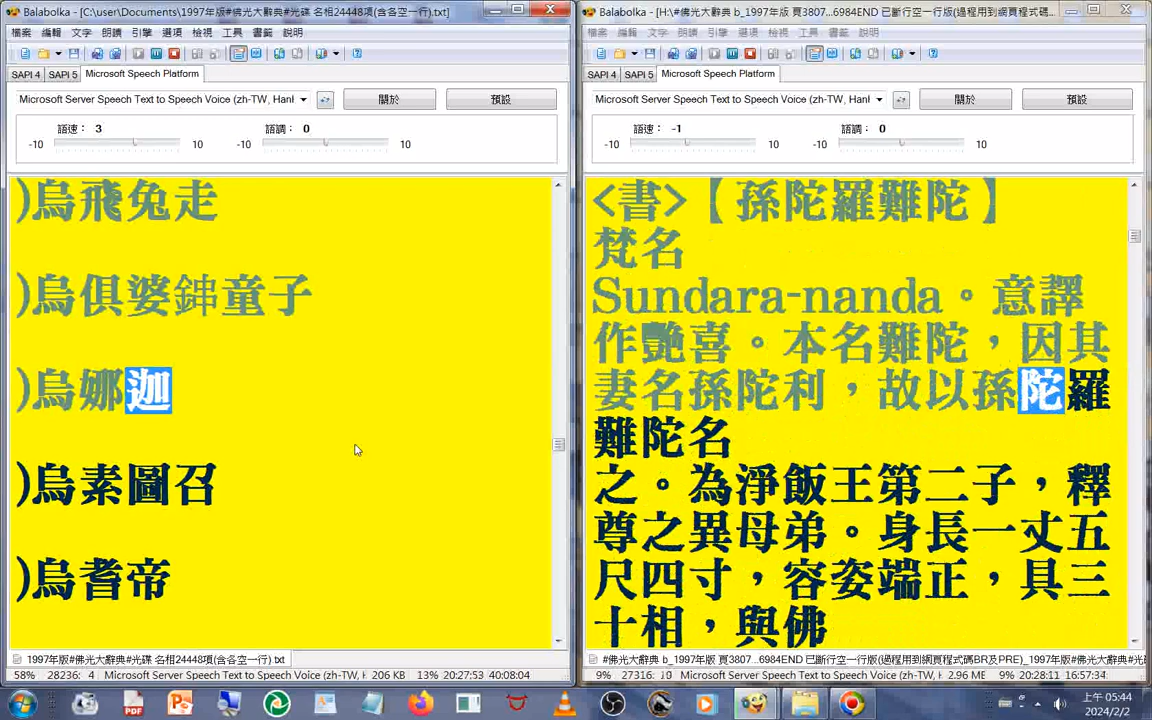 Balabolka - [C:\user\Documents\1997年版#佛光大辭典#光碟 名相24448項(含各空一行).txt]
檔案 編輯 文字 朗讀 引擎 選項 檢視 工具 書籤 說明
SAPI 4 SAPI 5 Microsoft Speech Platform
Microsoft Server Speech Text to Speech Voice (zh-TW, Hanl
關於 預設
語速： 3 語調： 0
-10 10 -10 10
)烏飛兔走
)烏俱婆鉮童子
)烏娜迦
)烏素圖召
)烏耆帝
1997年版#佛光大辭典#光碟 名相24448項(含各空一行).txt
58% 28236: 4 Microsoft Server Speech Text to Speech Voice (zh-TW, H 206 KB 13% 20:27:53 40:08:04
Balabolka - [H:\#佛光大辭典 b_1997年版 頁3807...6984END 已斷行空一行版(過程用到網頁程式碼...
檔案 編輯 文字 朗讀 引擎 選項 檢視 工具 書籤 說明
SAPI 4 SAPI 5 Microsoft Speech Platform
Microsoft Server Speech Text to Speech Voice (zh-TW, Hanl
關於 預設
語速： -1 語調： 0
-10 10 -10 10
<書>【孫陀羅難陀】
梵名
Sundara-nanda。意譯
作艷喜。本名難陀，因其
妻名孫陀利，故以孫陀羅
難陀名
之。為淨飯王第二子，釋
尊之異母弟。身長一丈五
尺四寸，容姿端正，具三
十相，與佛
#佛光大辭典 b_1997年版 頁3807...6984END 已斷行空一行版(過程用到網頁程式碼BR及PRE)_1997年版#佛光
9% 27316: 10 Microsoft Server Speech Text to Speech Voice (zh-TW, H 2.96 ME 9% 20:28:11 16:57:34
上午 05:44
2024/2/2